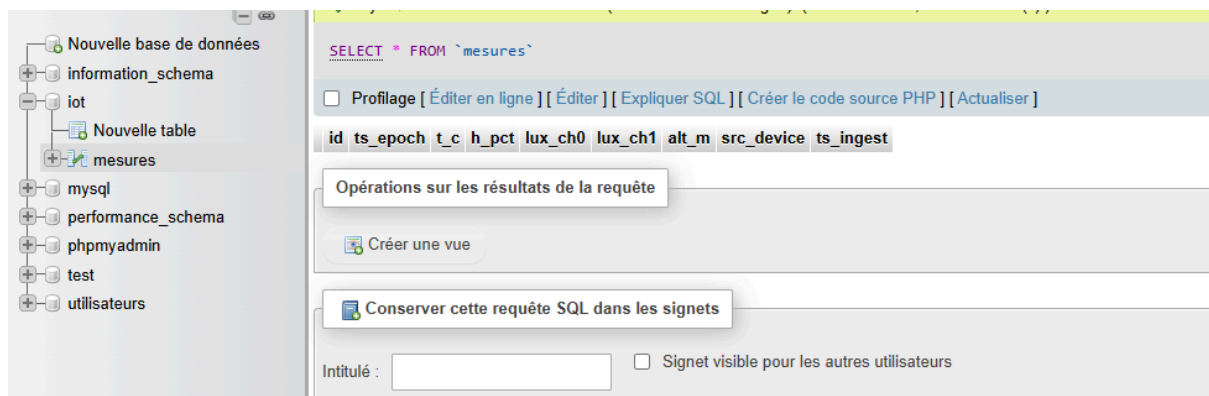 Nouvelle base de données
information_schema
iot
Nouvelle table
mesures
mysql
performance_schema
phpmyadmin
test
utilisateurs
SELECT * FROM `mesures`
Profilage [ Éditer en ligne ] [ Éditer ] [ Expliquer SQL ] [ Créer le code source PHP ] [ Actualiser ]
id ts_epoch t_c h_pct lux_ch0 lux_ch1 alt_m src_device ts_ingest
Opérations sur les résultats de la requête
Créer une vue
Conserver cette requête SQL dans les signets
Intitulé :
Signet visible pour les autres utilisateurs